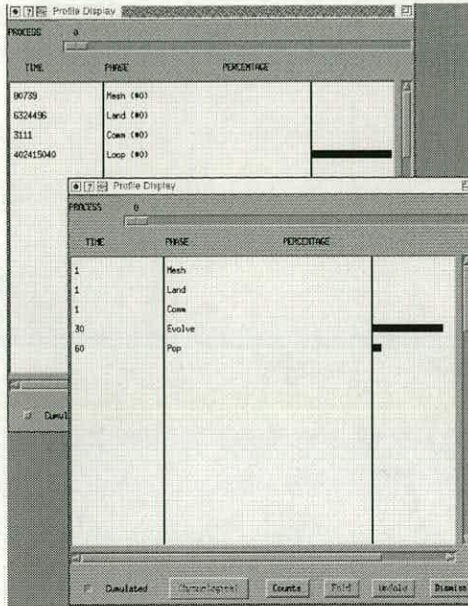 Profile Display
PROCESS 0
TIME PHASE PERCENTAGE
80739 Mesh (#0)
6324496 Land (#0)
3111 Comm (#0)
402415040 Loop (#0)
Profile Display
PROCESS 0
TIME PHASE PERCENTAGE
1 Mesh
1 Land
1 Comm
30 Evolve
60 Pop
Cumul
Cumulated Chronological Counts Fold Unfold Dismiss